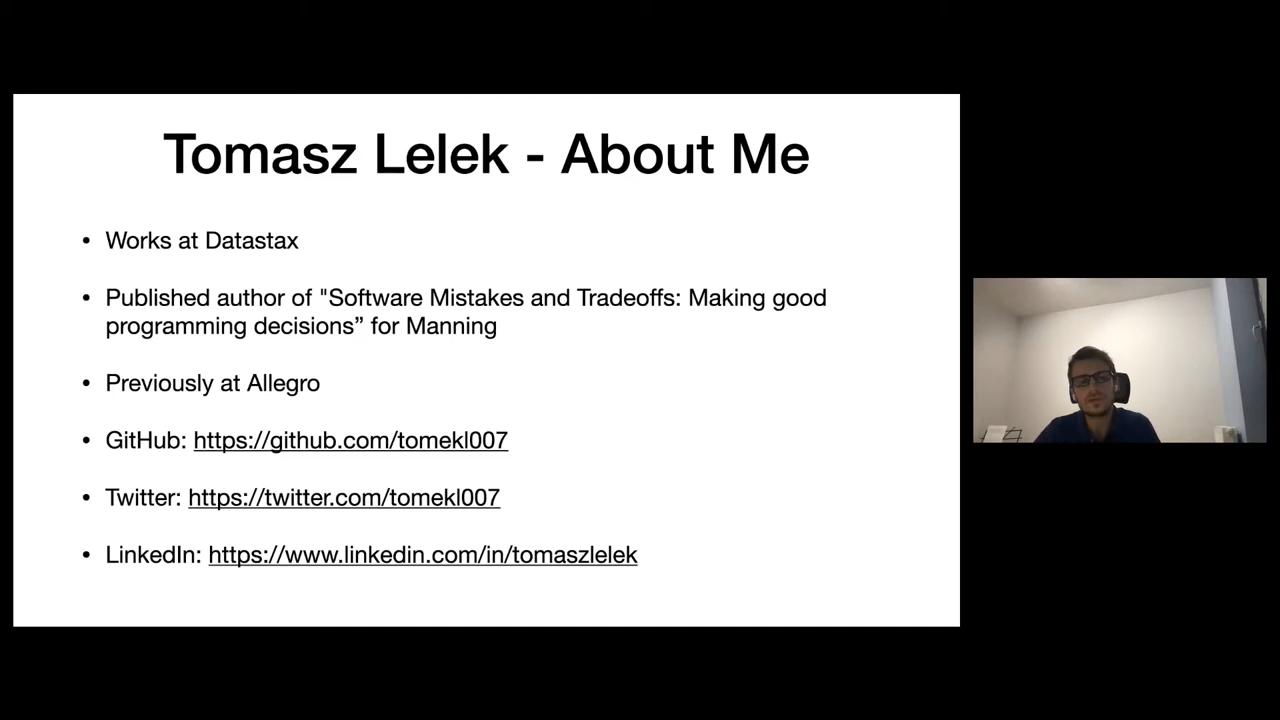 Tomasz Lelek - About Me
• Works at Datastax
• Published author of "Software Mistakes and Tradeoffs: Making good
programming decisions” for Manning
• Previously at Allegro
• GitHub: https://github.com/tomekl007
• Twitter: https://twitter.com/tomekl007
• LinkedIn: https://www.linkedin.com/in/tomaszlelek